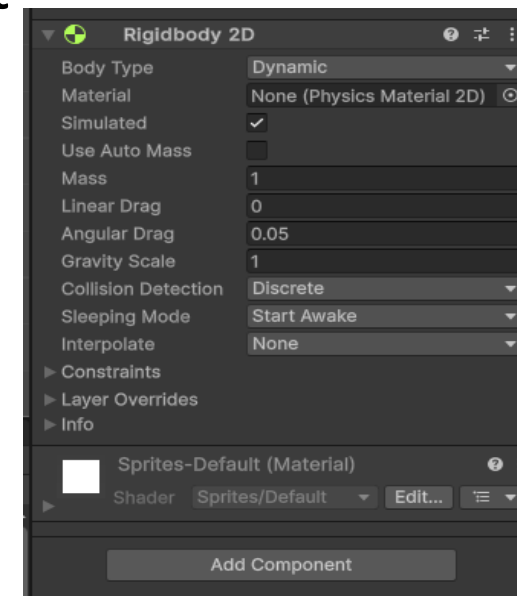 Rigidbody 2D
Body Type Dynamic
Material None (Physics Material 2D)
Simulated
Use Auto Mass
Mass 1
Linear Drag 0
Angular Drag 0.05
Gravity Scale 1
Collision Detection Discrete
Sleeping Mode Start Awake
Interpolate None
Constraints
Layer Overrides
Info
Sprites-Default (Material)
Shader Sprites/Default Edit...
Add Component